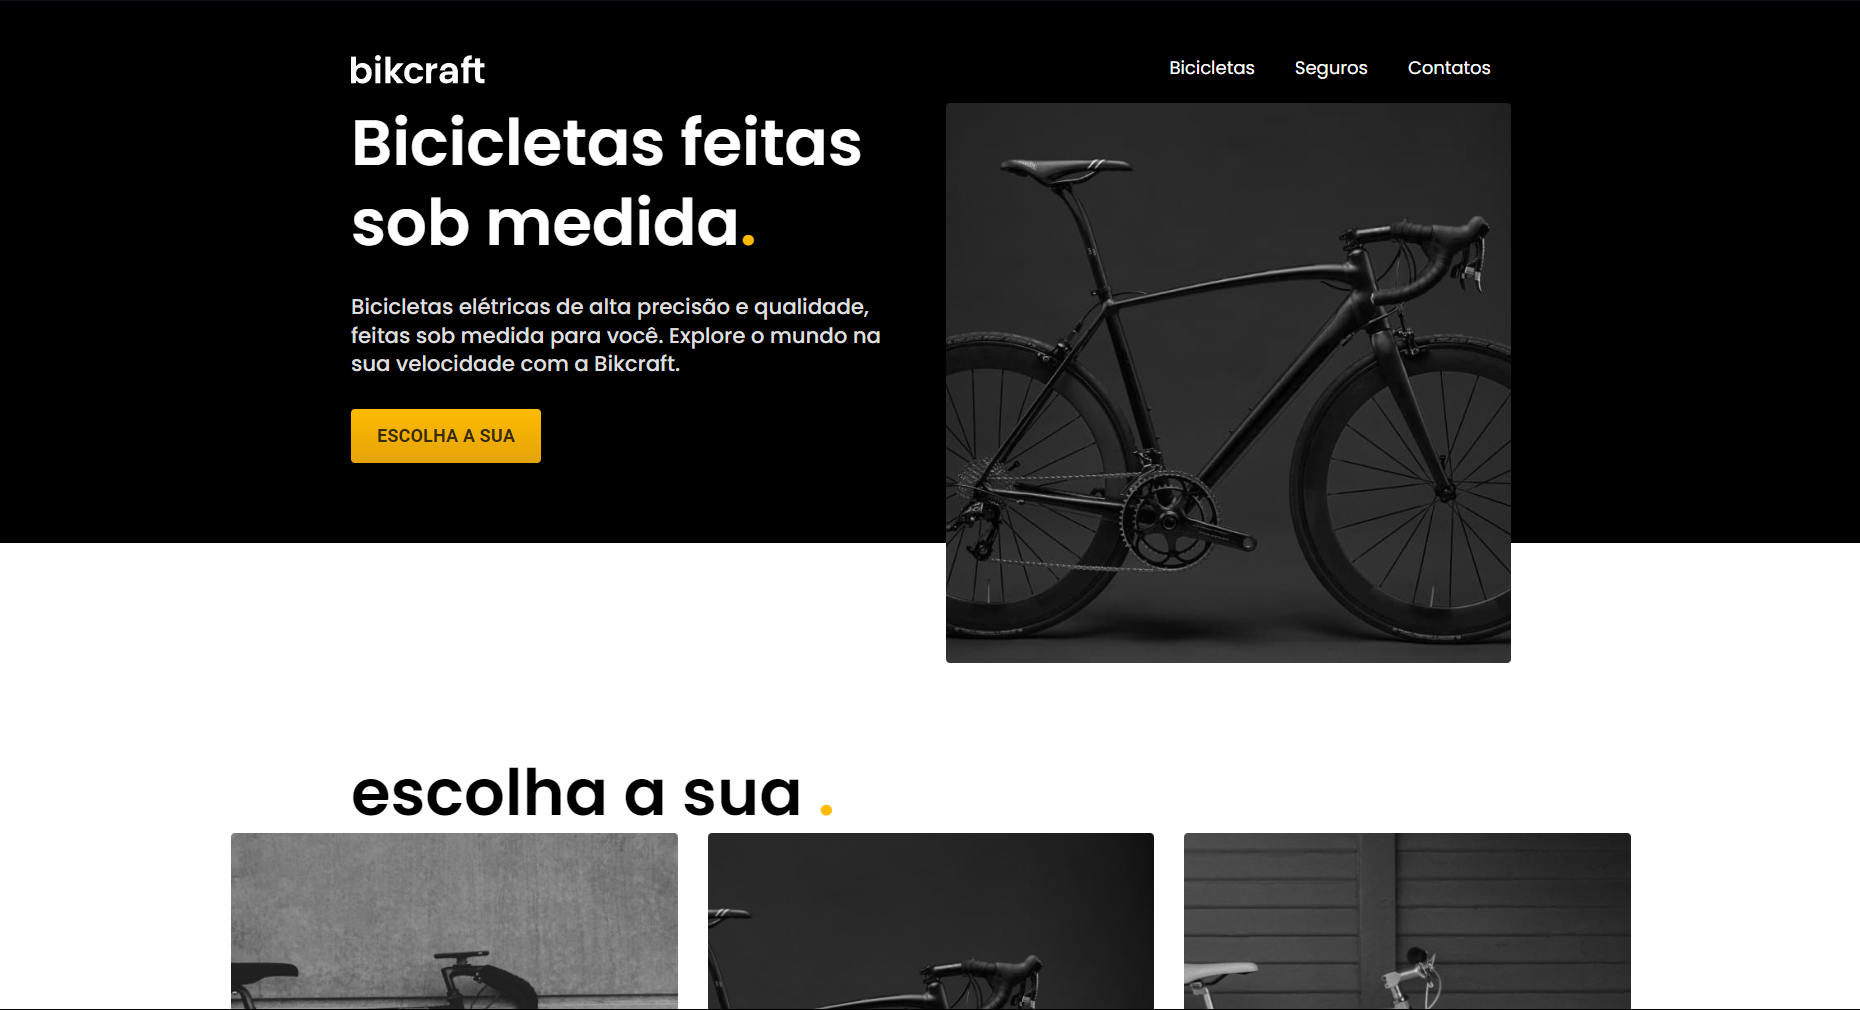 bikcraft
Bicicletas Seguros Contatos
Bicicletas feitas
sob medida.
Bicicletas elétricas de alta precisão e qualidade,
feitas sob medida para você. Explore o mundo na
sua velocidade com a Bikcraft.
ESCOLHA A SUA
escolha a sua .